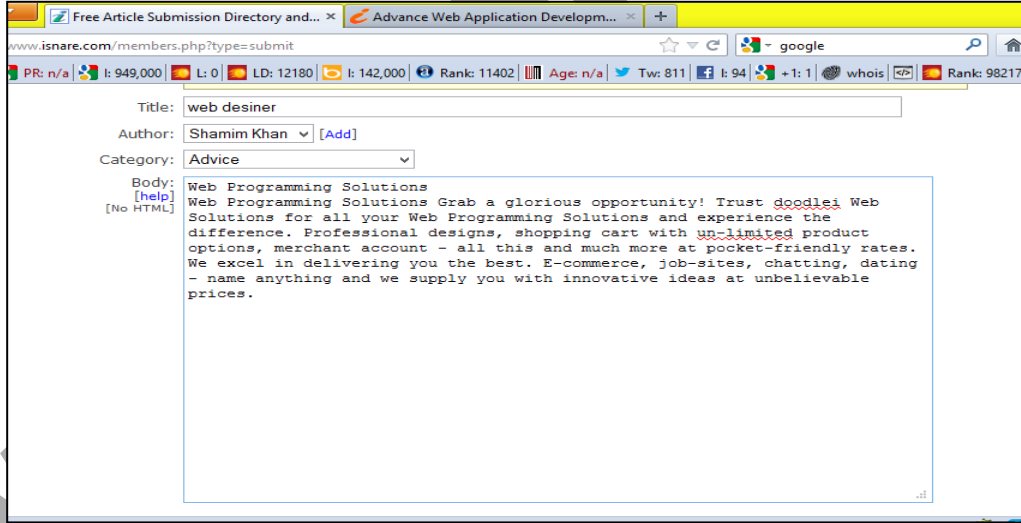 Free Article Submission Directory and... × Advance Web Application Developm... × +
www.isnare.com/members.php?type=submit google
PR: n/a I: 949,000 L: 0 LD: 12180 I: 142,000 Rank: 11402 Age: n/a Tw: 811 I: 94 +1: 1 whois Rank: 98217
Title: web desiner
Author: Shamim Khan [Add]
Category: Advice
Body:
[help]
[No HTML]
Web Programming Solutions
Web Programming Solutions Grab a glorious opportunity! Trust doodlei Web
Solutions for all your Web Programming Solutions and experience the
difference. Professional designs, shopping cart with un-limited product
options, merchant account - all this and much more at pocket-friendly rates.
We excel in delivering you the best. E-commerce, job-sites, chatting, dating
- name anything and we supply you with innovative ideas at unbelievable
prices.